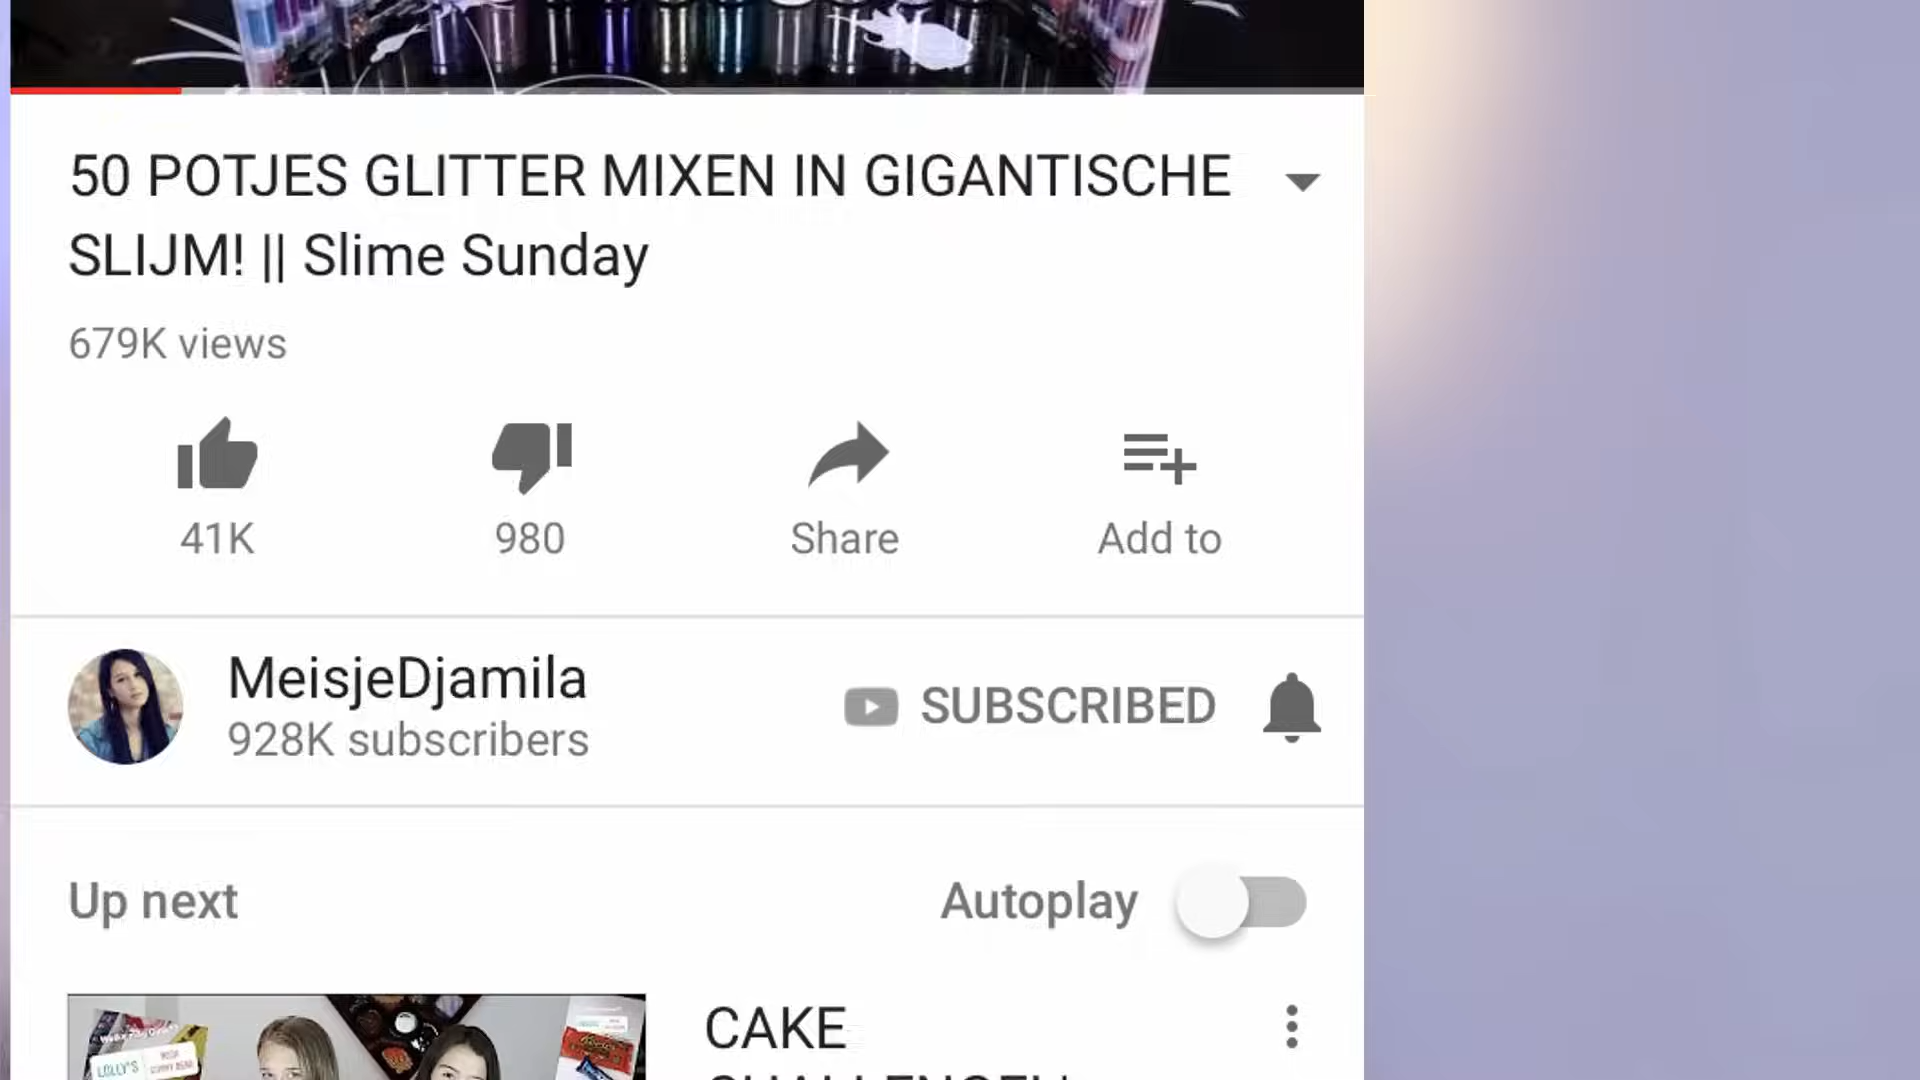 50 POTJES GLITTER MIXEN IN GIGANTISCHE
SLIJM! || Slime Sunday
679K views
41K
980
Share
Add to
MeisjeDjamila
928K subscribers
SUBSCRIBED
Up next
Autoplay
CAKE
LOLLY'S